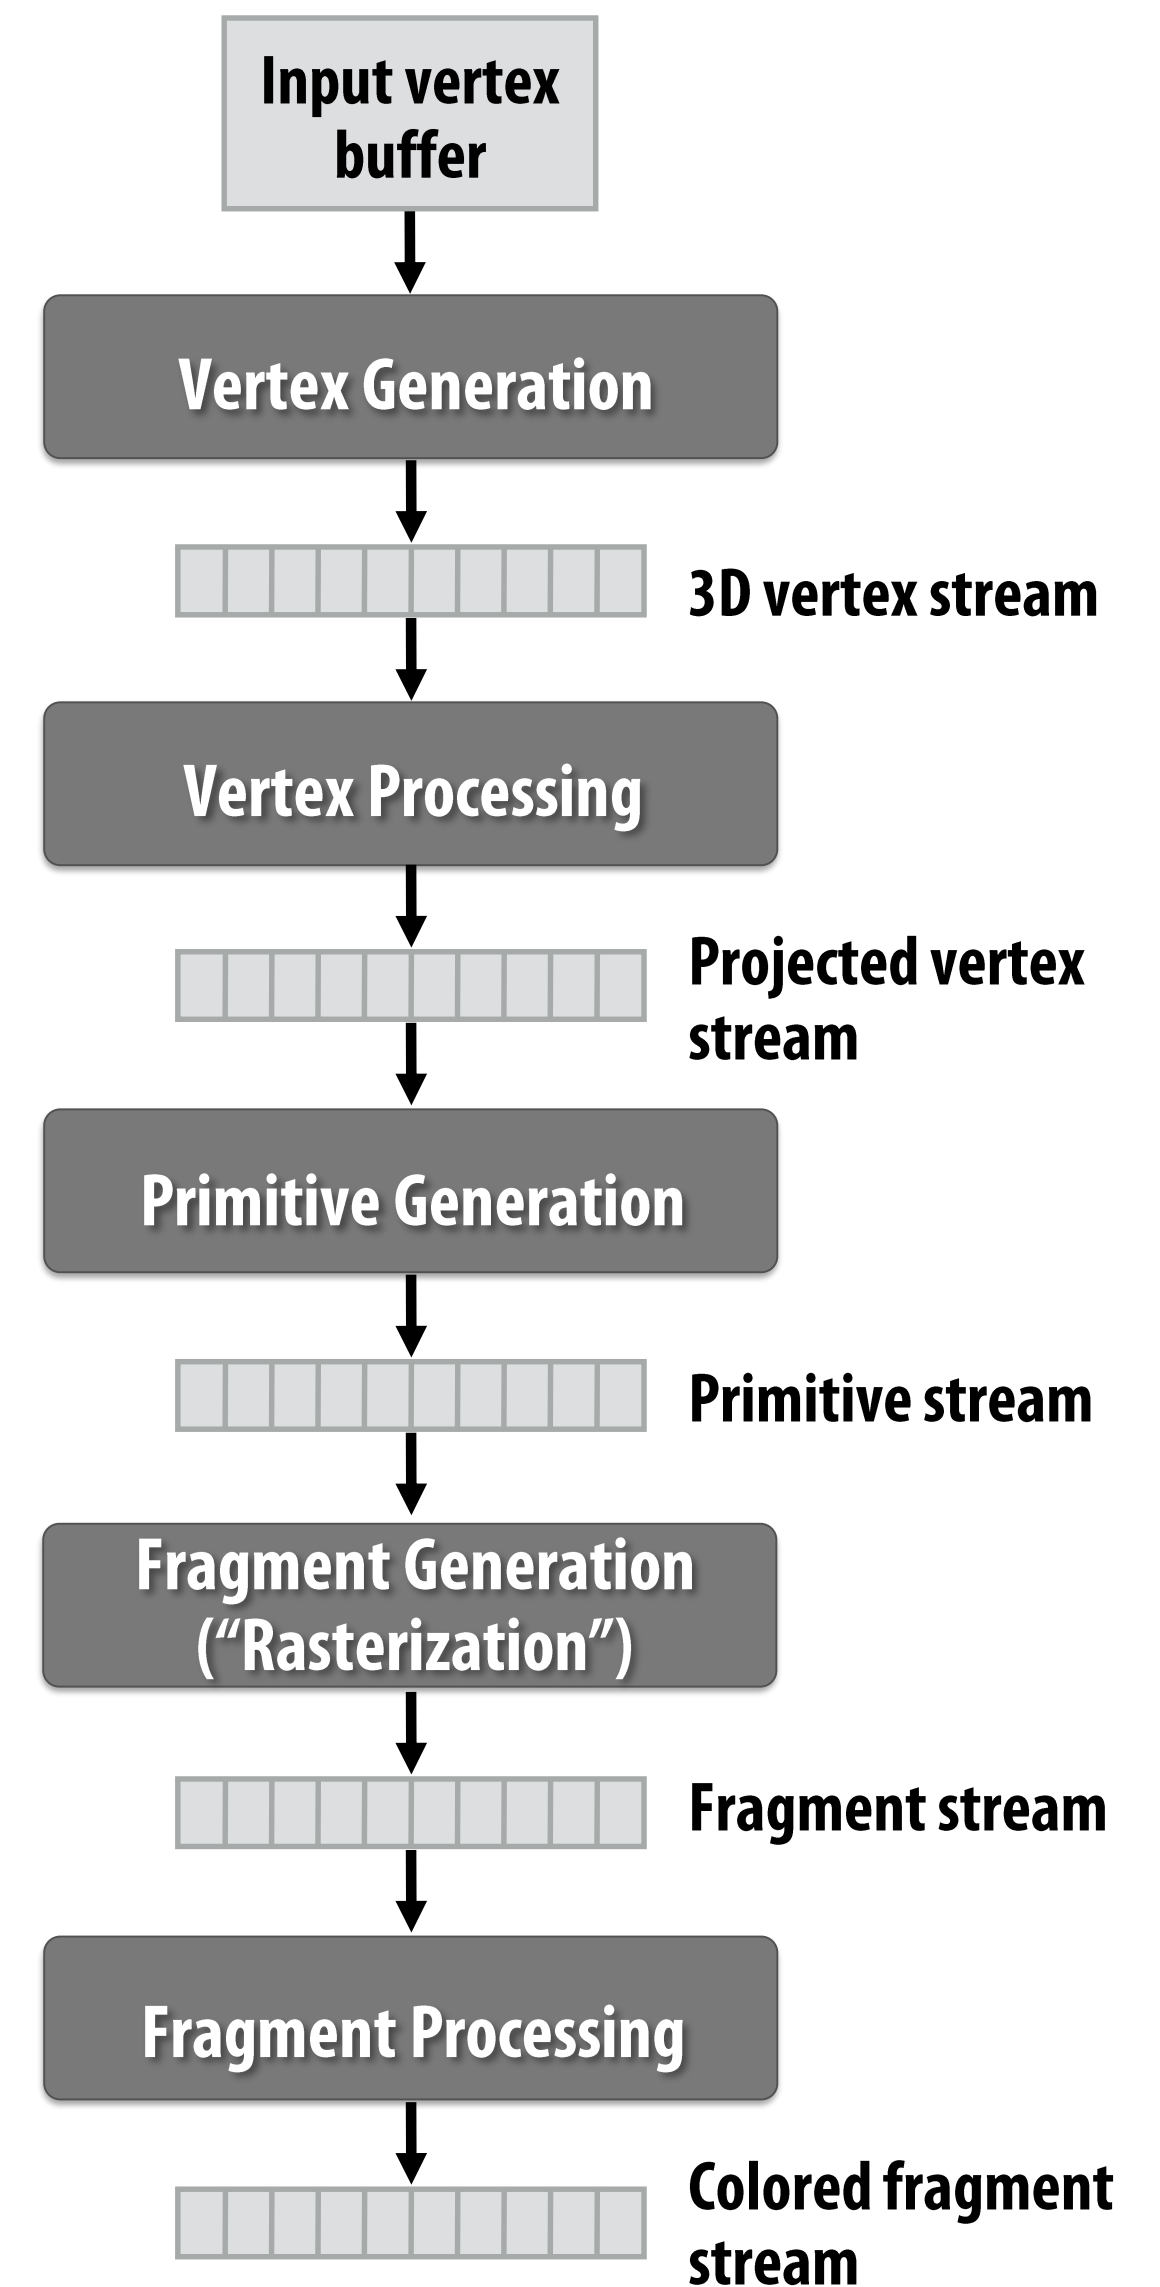 Input vertex
buffer
Vertex Generation
3D vertex stream
Vertex Processing
Projected vertex
stream
Primitive Generation
Primitive stream
Fragment Generation
(“Rasterization”)
Fragment stream
Fragment Processing
Colored fragment
stream